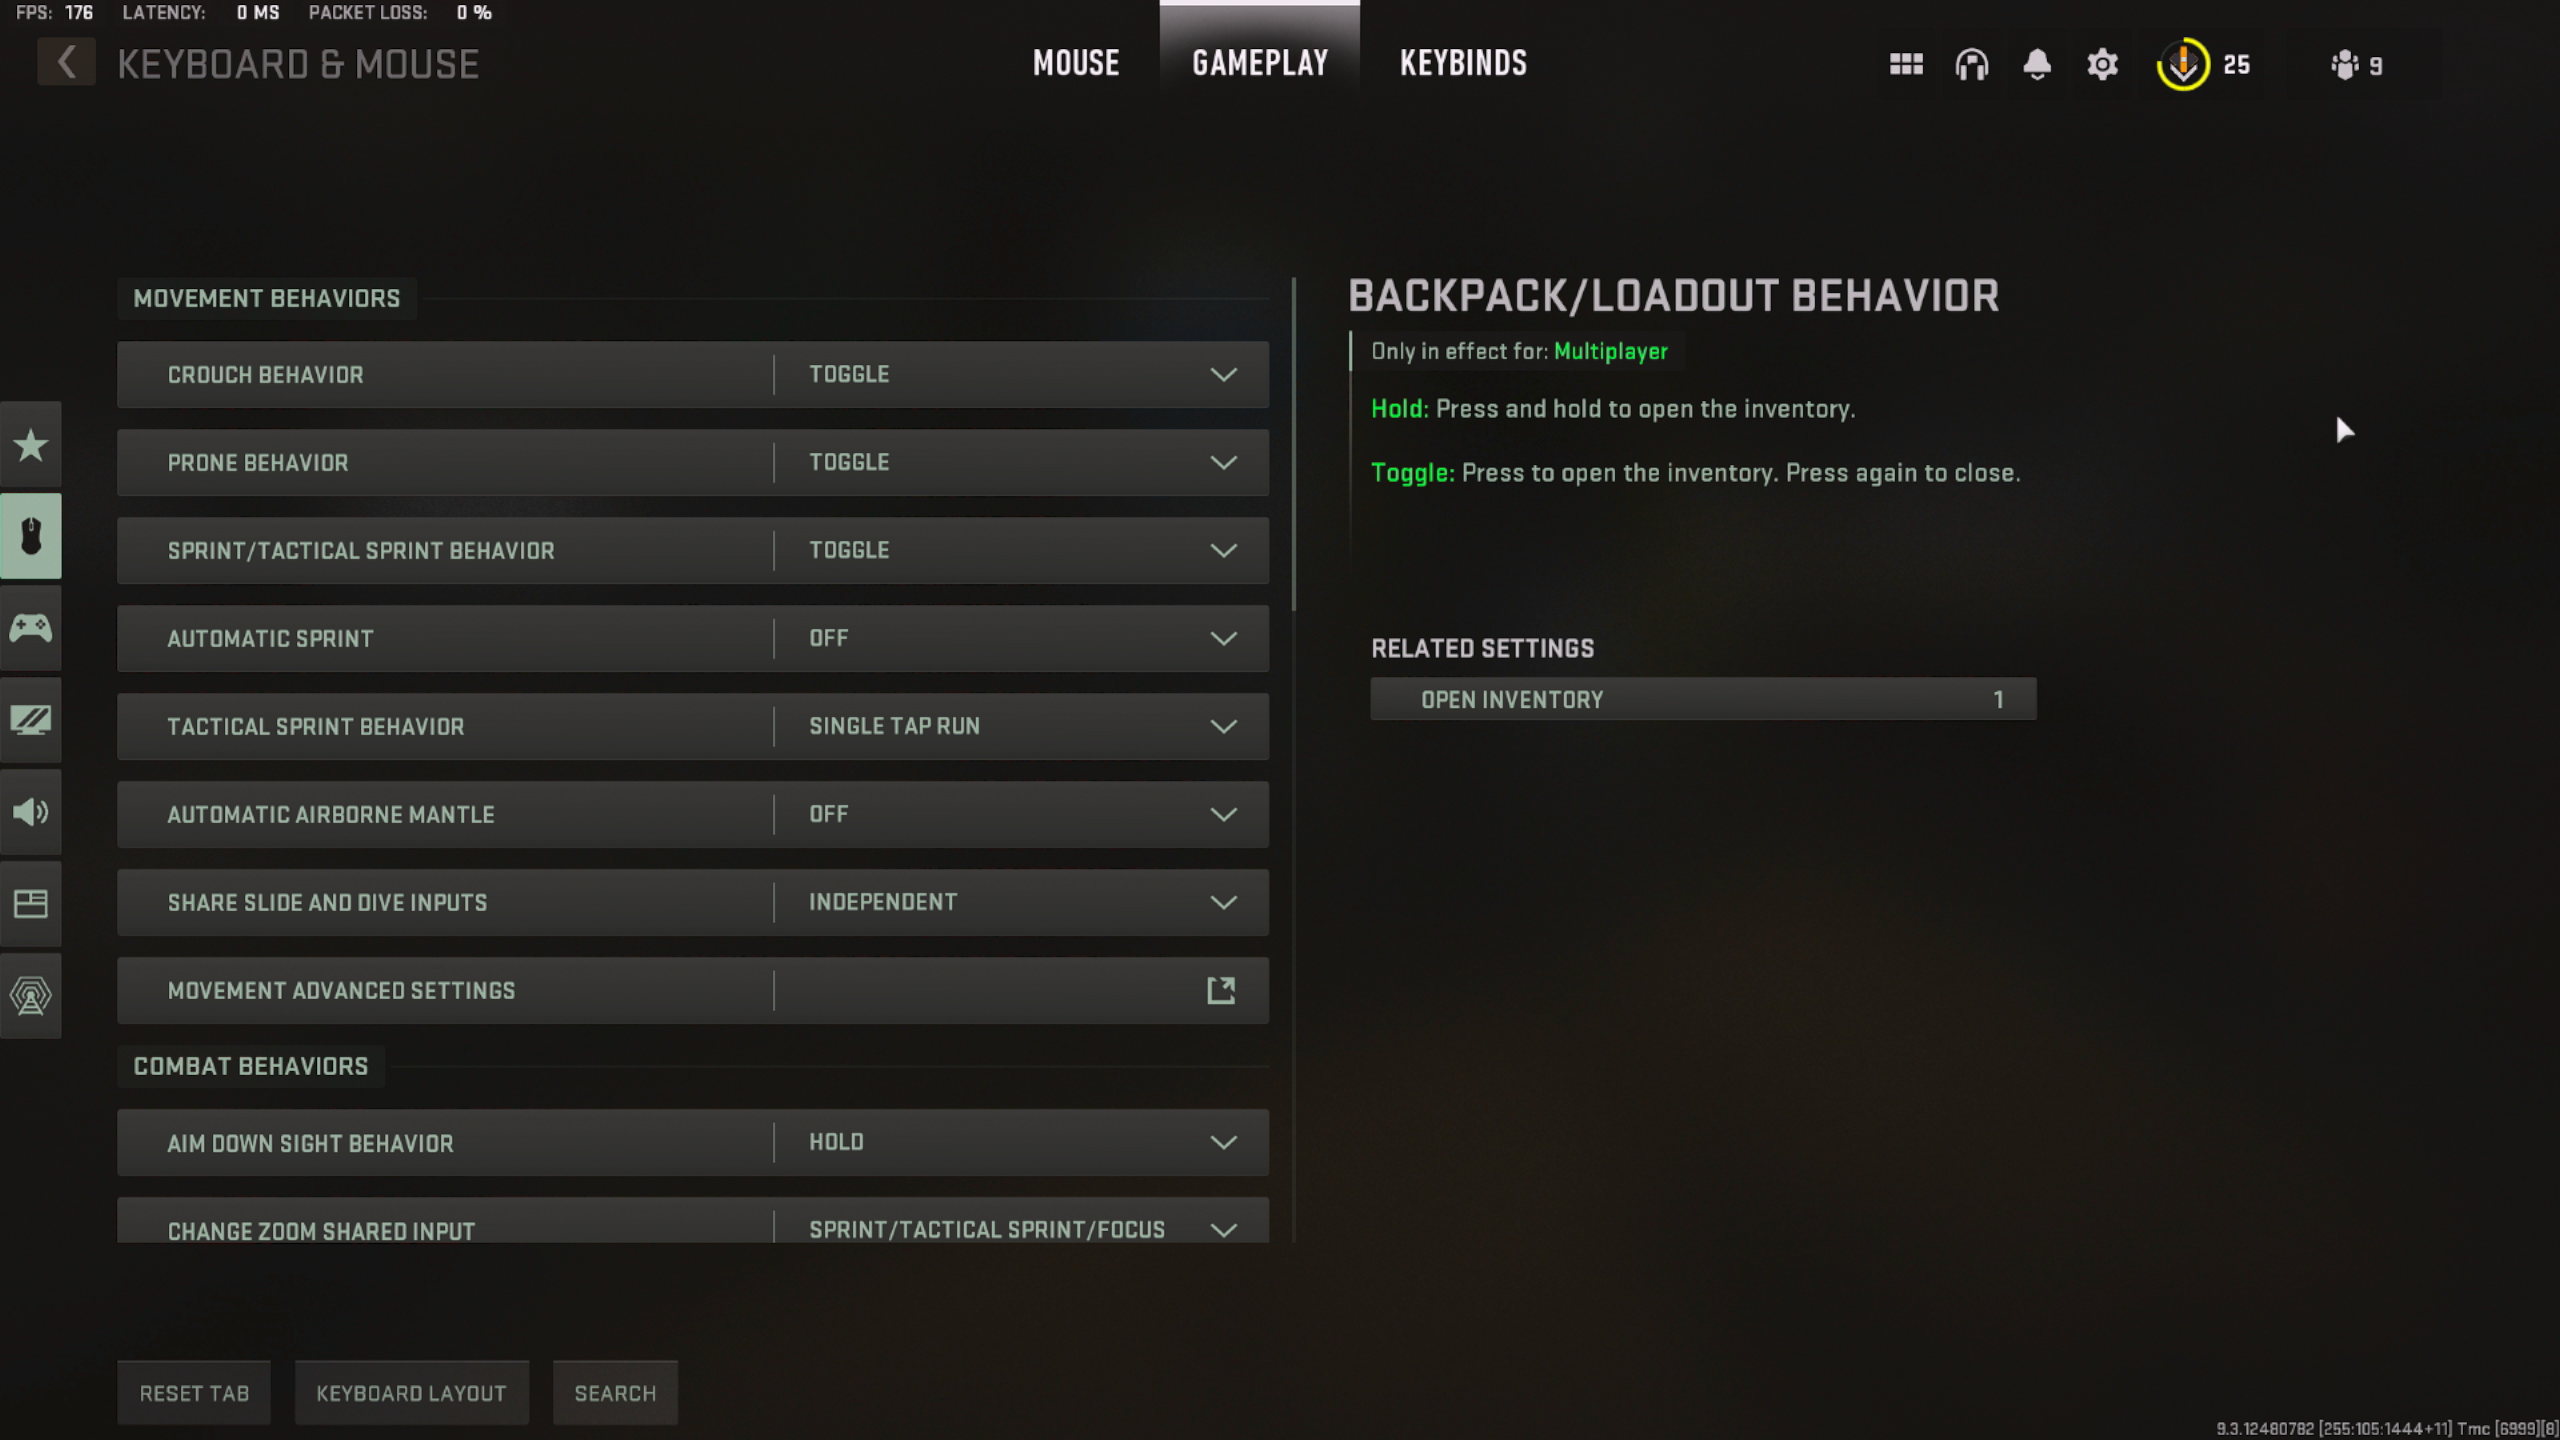 FPS: 176 LATENCY: 0 MS PACKET LOSS: 0 %
KEYBOARD & MOUSE
MOUSE GAMEPLAY KEYBINDS
25 9
MOVEMENT BEHAVIORS
CROUCH BEHAVIOR TOGGLE
PRONE BEHAVIOR TOGGLE
SPRINT/TACTICAL SPRINT BEHAVIOR TOGGLE
AUTOMATIC SPRINT OFF
TACTICAL SPRINT BEHAVIOR SINGLE TAP RUN
AUTOMATIC AIRBORNE MANTLE OFF
SHARE SLIDE AND DIVE INPUTS INDEPENDENT
MOVEMENT ADVANCED SETTINGS
COMBAT BEHAVIORS
AIM DOWN SIGHT BEHAVIOR HOLD
CHANGE ZOOM SHARED INPUT SPRINT/TACTICAL SPRINT/FOCUS
BACKPACK/LOADOUT BEHAVIOR
Only in effect for: Multiplayer
Hold: Press and hold to open the inventory.
Toggle: Press to open the inventory. Press again to close.
RELATED SETTINGS
OPEN INVENTORY 1
RESET TAB KEYBOARD LAYOUT SEARCH
9.3.12480782 [255:105:1444+11] Tmc [6999][8]